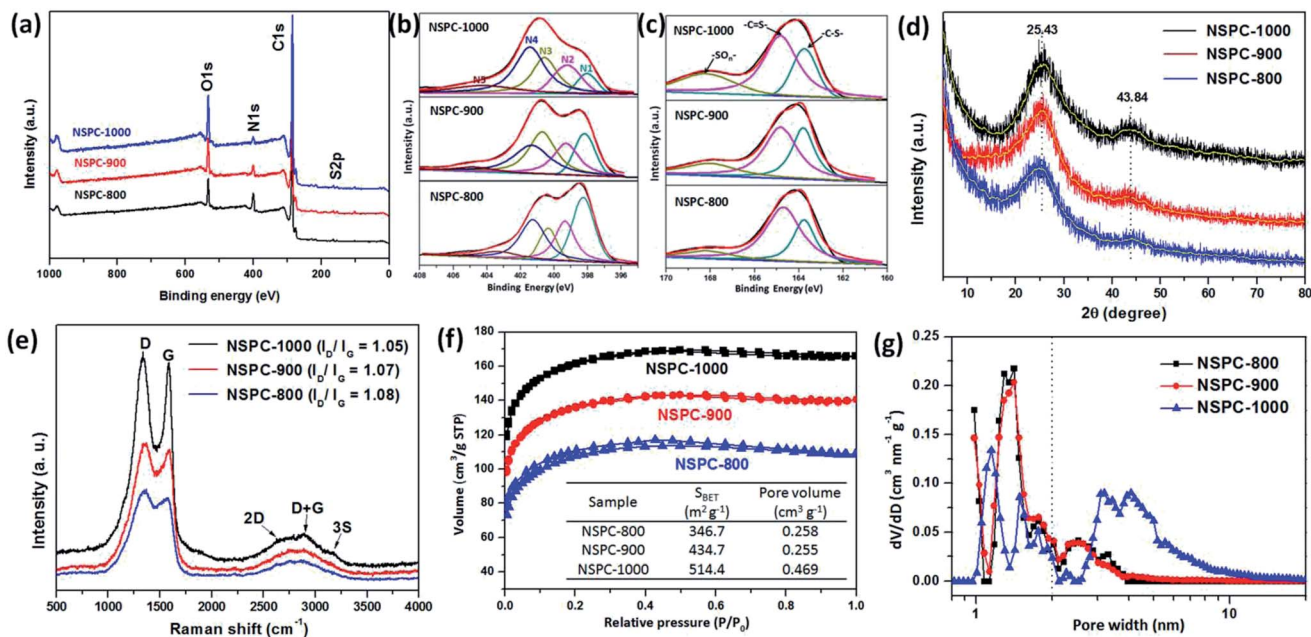 (a)
C1s
O1s
N1s
S2p
NSPC-1000
NSPC-900
NSPC-800
Intensity (a.u.)
1000 800 600 400 200 0
Binding energy (eV)
(b)
NSPC-1000
N5 N4 N3 N2 N1
NSPC-900
NSPC-800
Intensity (a.u.)
408 406 404 402 400 398 396
Binding Energy (eV)
(c)
NSPC-1000
-C=S-
-C-S-
-SOn-
NSPC-900
NSPC-800
Intensity (a.u.)
170 168 166 164 162 160
Binding Energy (eV)
(d)
25.43
43.84
NSPC-1000
NSPC-900
NSPC-800
Intensity (a.u.)
10 20 30 40 50 60 70 80
2θ (degree)
(e)
D G
NSPC-1000 (ID/ IG = 1.05)
NSPC-900 (ID/ IG = 1.07)
NSPC-800 (ID/ IG = 1.08)
2D D+G 3S
Intensity (a. u.)
500 1000 1500 2000 2500 3000 3500 4000
Raman shift (cm-1)
(f)
180
160
140
120
100
80
60
40
Volume (cm3/g STP)
NSPC-1000
NSPC-900
NSPC-800
Sample SBET (m2 g-1) Pore volume (cm3 g-1)
NSPC-800 346.7 0.258
NSPC-900 434.7 0.255
NSPC-1000 514.4 0.469
0.0 0.2 0.4 0.6 0.8 1.0
Relative pressure (P/P0)
(g)
NSPC-800
NSPC-900
NSPC-1000
0.25
0.20
0.15
0.10
0.05
0.00
dV/dD (cm3 nm-1 g-1)
1 10
Pore width (nm)